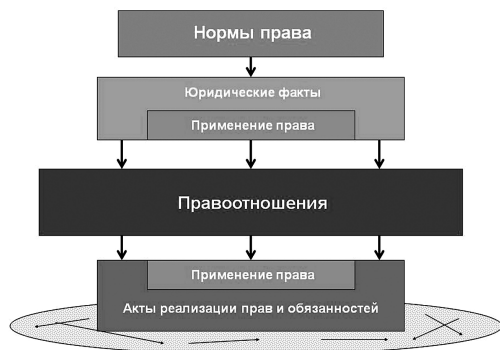 Нормы права
Юридические факты
Применение права
Правоотношения
Применение права
Акты реализации прав и обязанностей